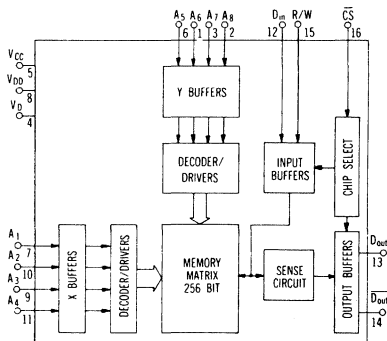 A5 A6 A7 A8 Din R/W CS
6 1 3 2 12 15 16
VCC
5
VDD
8
VD
4
Y BUFFERS
DECODER/
DRIVERS
INPUT
BUFFERS
CHIP SELECT
A1
7
A2
10
A3
9
A4
11
X BUFFERS
DECODER/DRIVERS
MEMORY
MATRIX
256 BIT
SENSE
CIRCUIT
OUTPUT BUFFERS
Dout
13
Dout
14